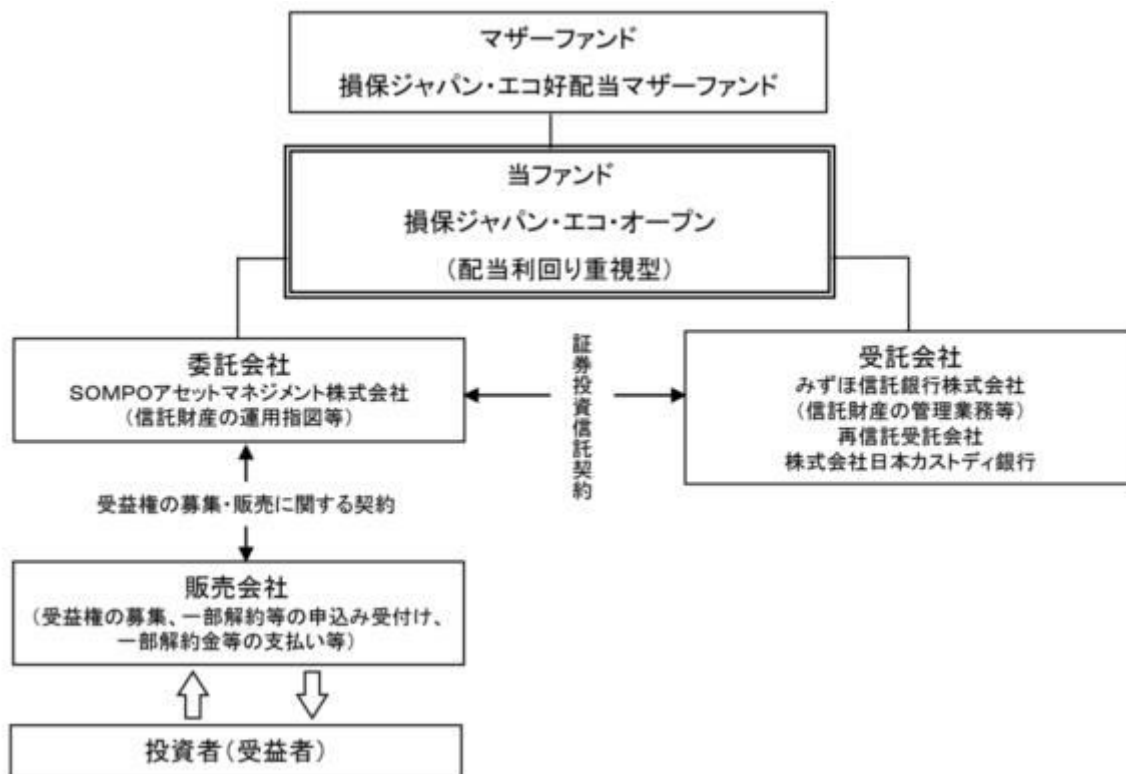 マザーファンド
損保ジャパン・エコ好配当マザーファンド
当ファンド
損保ジャパン・エコ・オープン
（配当利回り重視型）
委託会社
SOMPOアセットマネジメント株式会社
（信託財産の運用指図等）
証券投資信託契約
受託会社
みずほ信託銀行株式会社
（信託財産の管理業務等）
再信託受託会社
株式会社日本カストディ銀行
受益権の募集・販売に関する契約
販売会社
（受益権の募集、一部解約等の申込み受付け、
一部解約金等の支払い等）
投資者（受益者）